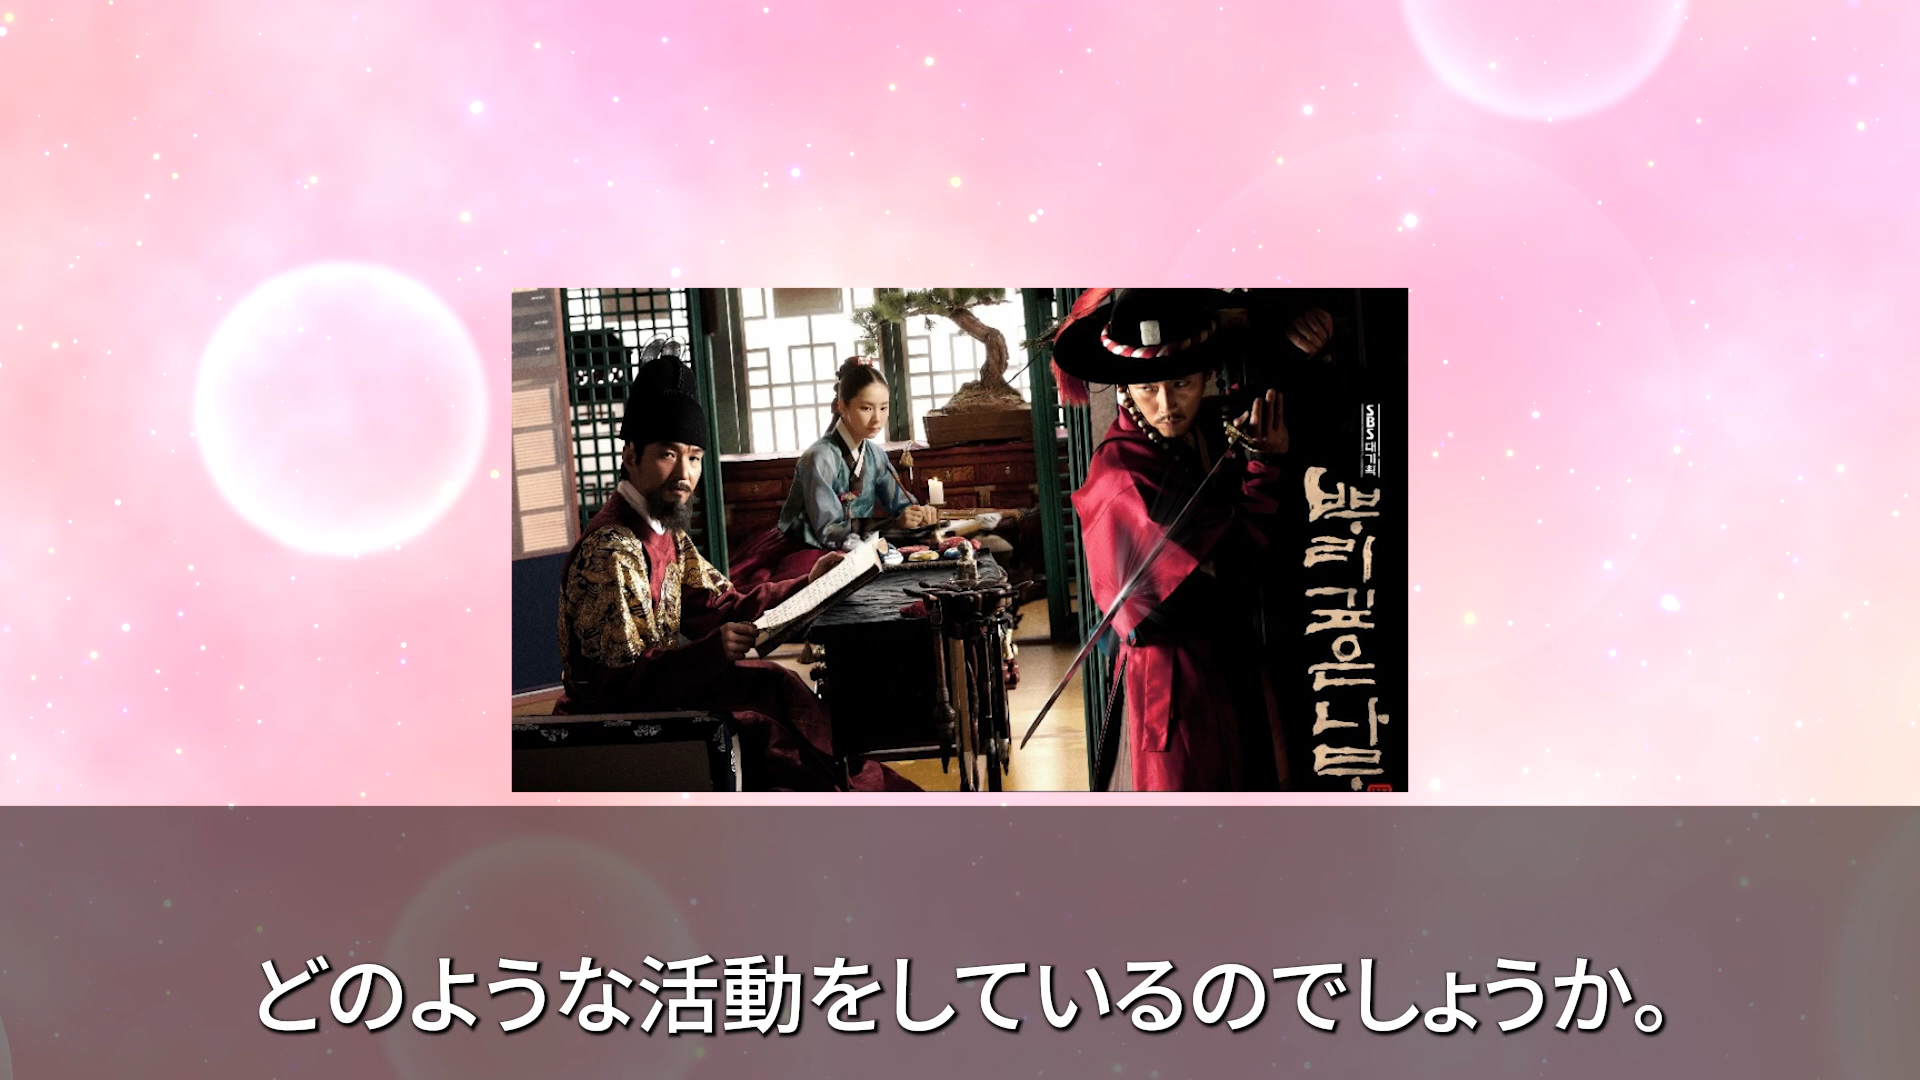 SBS대기획
뿌리깊은나무
どのような活動をしているのでしょうか。